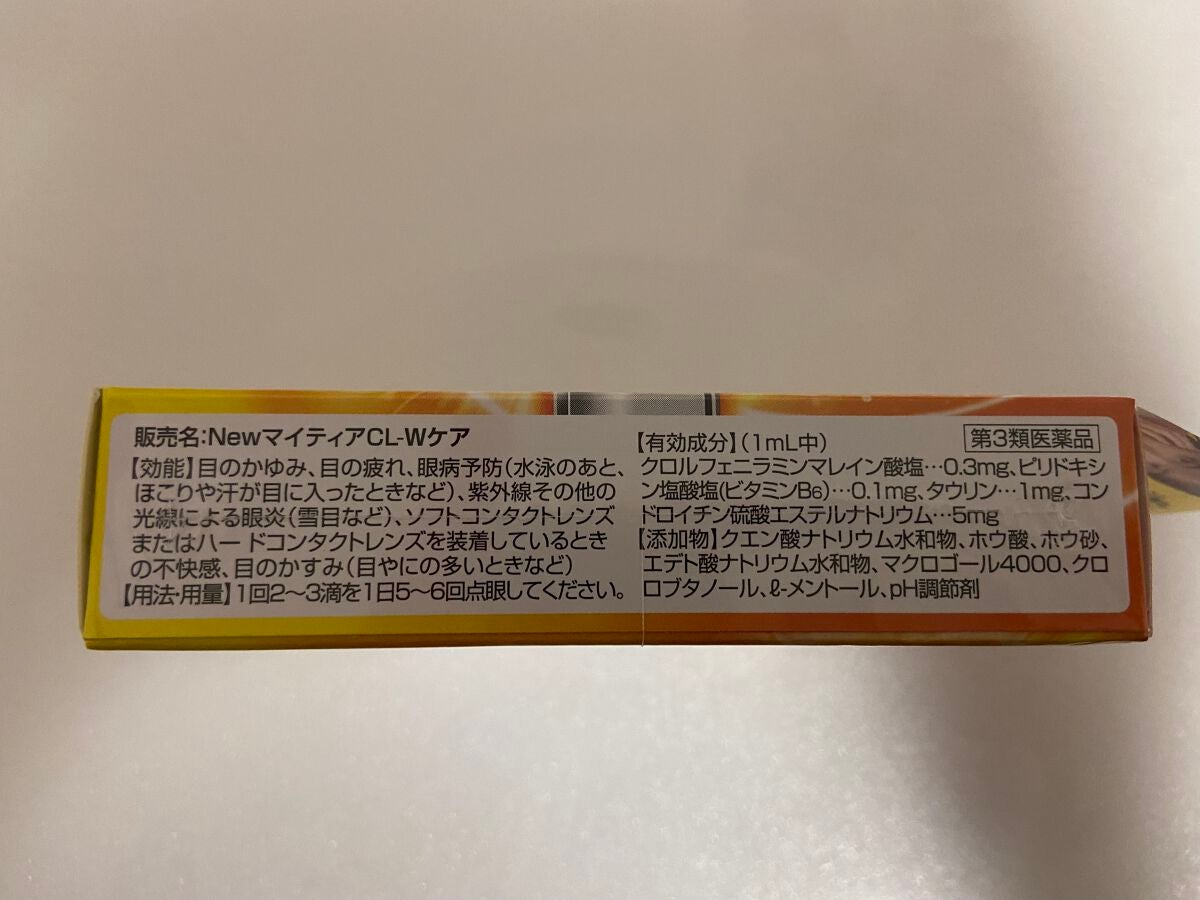 販売名:NewマイティアCL-Wケア
【効能】目のかゆみ、目の疲れ、眼病予防(水泳のあと、
ほこりや汗が目に入ったときなど)、紫外線その他の
光線による眼炎(雪目など)、ソフトコンタクトレンズ
またはハードコンタクトレンズを装着しているとき
の不快感、目のかすみ(目やにの多いときなど)
【用法・用量】1回2〜3滴を1日5〜6回点眼してください。
【有効成分】(1mL中)
第3類医薬品
クロルフェニラミンマレイン酸塩…0.3mg、ピリドキシ
ン塩酸塩(ビタミンB6)…0.1mg、タウリン…1mg、コン
ドロイチン硫酸エステルナトリウム…5mg
【添加物】クエン酸ナトリウム水和物、ホウ酸、ホウ砂、
エデト酸ナトリウム水和物、マクロゴール4000、クロ
ロブタノール、ℓ-メントール、pH調節剤